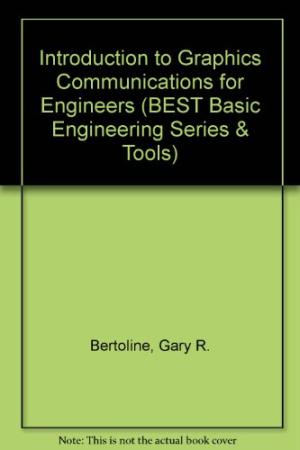 Introduction to Graphics
Communications for
Engineers (BEST Basic
Engineering Series &
Tools)
Bertoline, Gary R.
Note: This is not the actual book cover